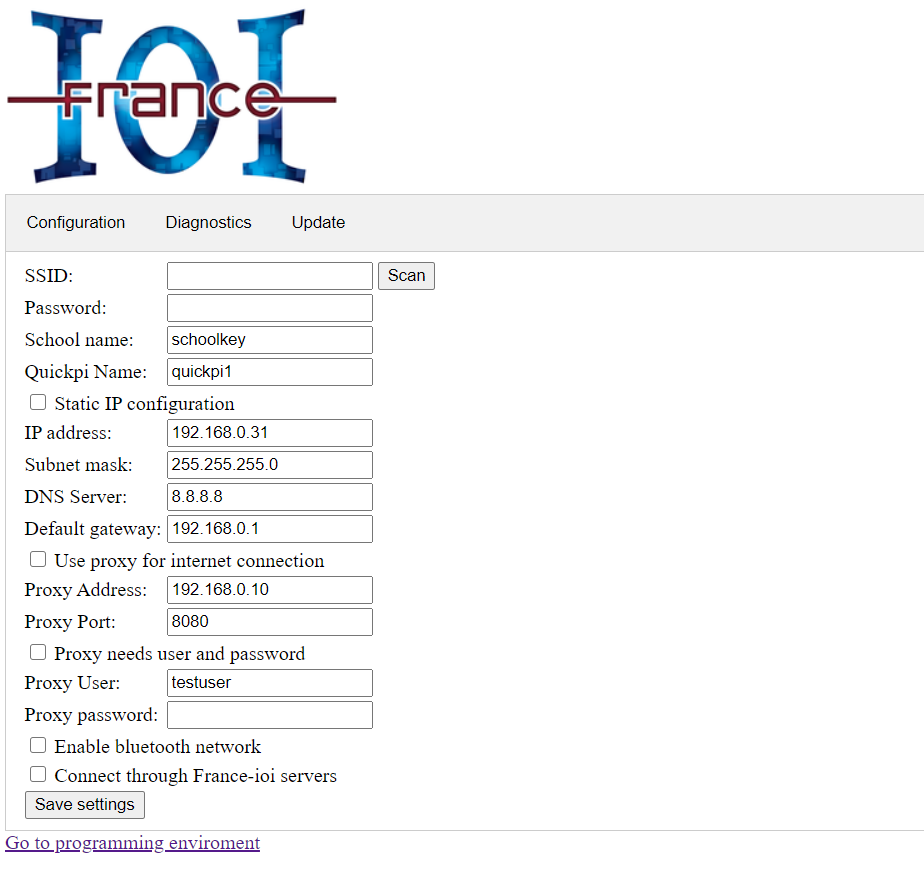 IOI
france
Configuration Diagnostics Update
SSID: Scan
Password:
School name: schoolkey
Quickpi Name: quickpi1
Static IP configuration
IP address: 192.168.0.31
Subnet mask: 255.255.255.0
DNS Server: 8.8.8.8
Default gateway: 192.168.0.1
Use proxy for internet connection
Proxy Address: 192.168.0.10
Proxy Port: 8080
Proxy needs user and password
Proxy User: testuser
Proxy password:
Enable bluetooth network
Connect through France-ioi servers
Save settings
Go to programming enviroment